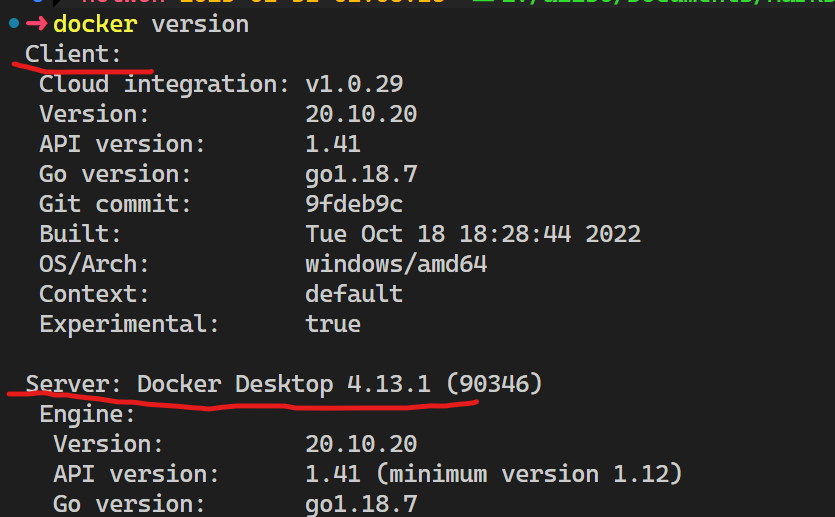 docker version
Client:
Cloud integration: v1.0.29
Version: 20.10.20
API version: 1.41
Go version: go1.18.7
Git commit: 9fdeb9c
Built: Tue Oct 18 18:28:44 2022
OS/Arch: windows/amd64
Context: default
Experimental: true
Server: Docker Desktop 4.13.1 (90346)
Engine:
Version: 20.10.20
API version: 1.41 (minimum version 1.12)
Go version: go1.18.7